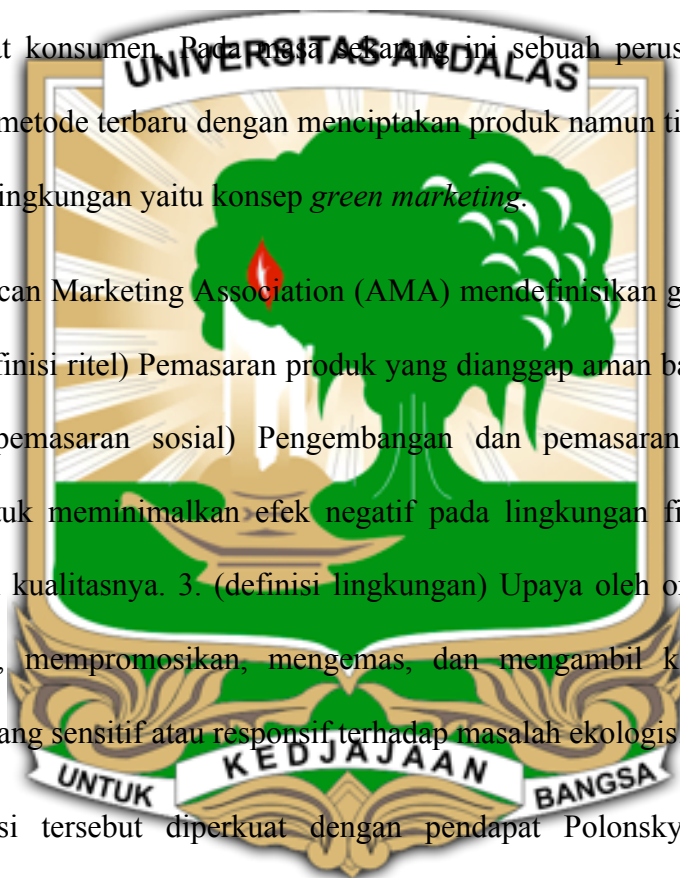 at konsumen. Pada masa sekarang ini sebuah perus
UNIVERSITAS ANDALAS
metode terbaru dengan menciptakan produk namun ti
ingkungan yaitu konsep green marketing.
can Marketing Association (AMA) mendefinisikan g
finisi ritel) Pemasaran produk yang dianggap aman ba
pemasaran sosial) Pengembangan dan pemasaran
tuk meminimalkan efek negatif pada lingkungan fi
kualitasnya. 3. (definisi lingkungan) Upaya oleh or
, mempromosikan, mengemas, dan mengambil k
ang sensitif atau responsif terhadap masalah ekologis
UNTUK KEDJAJAAN BANGSA
si tersebut diperkuat dengan pendapat Polonsky